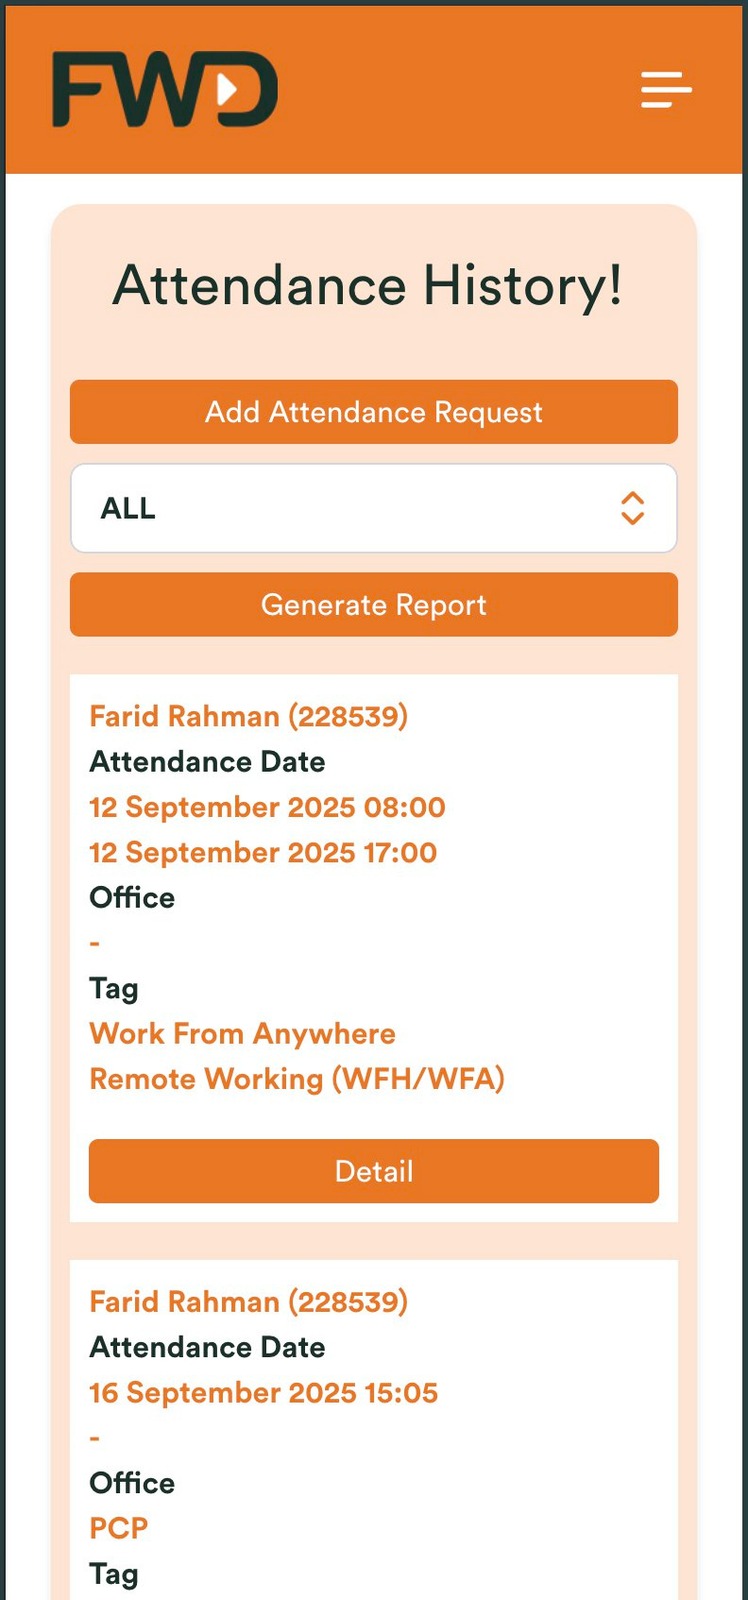 FWD
Attendance History!
Add Attendance Request
ALL
Generate Report
Farid Rahman (228539)
Attendance Date
12 September 2025 08:00
12 September 2025 17:00
Office
-
Tag
Work From Anywhere
Remote Working (WFH/WFA)
Detail
Farid Rahman (228539)
Attendance Date
16 September 2025 15:05
-
Office
PCP
Tag